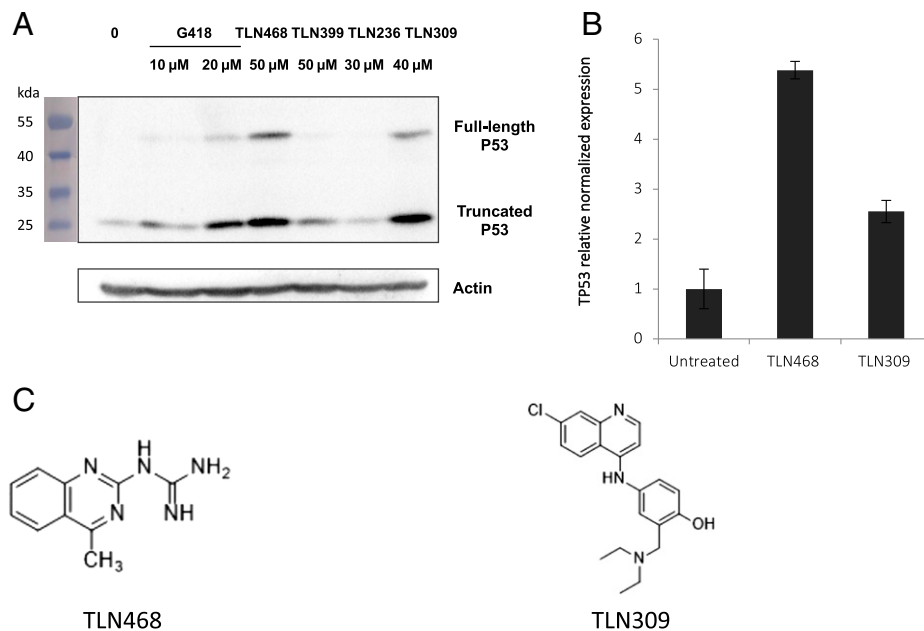 A
0 G418 TLN468 TLN399 TLN236 TLN309
10 µM 20 µM 50 µM 50 µM 30 µM 40 µM
kda
55
40
35
25
Full-length
P53
Truncated
P53
Actin
B
TP53 relative normalized expression
6
5
4
3
2
1
0
Untreated TLN468 TLN309
C
N
H
N
NH2
N
NH
CH3
TLN468
Cl
N
HN
OH
N
TLN309